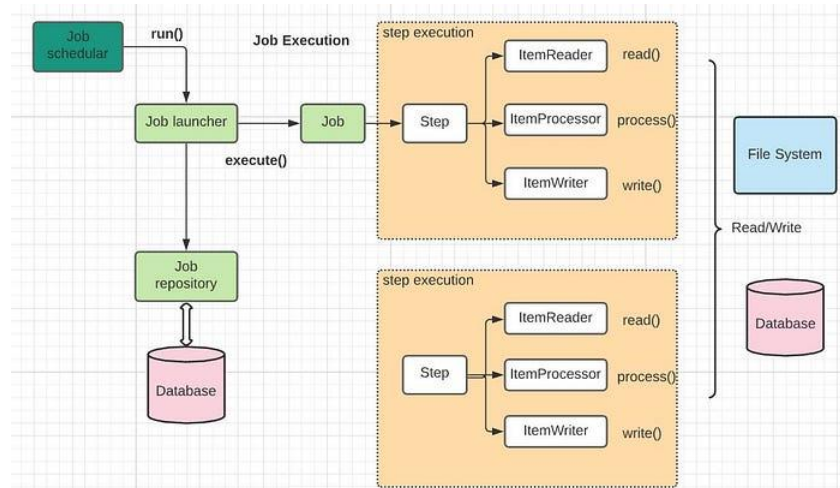 Job
schedular
run()
Job Execution
Job launcher
execute()
Job
Job
repository
Database
step execution
Step
ItemReader
read()
ItemProcessor
process()
ItemWriter
write()
step execution
Step
ItemReader
read()
ItemProcessor
process()
ItemWriter
write()
File System
Read/Write
Database